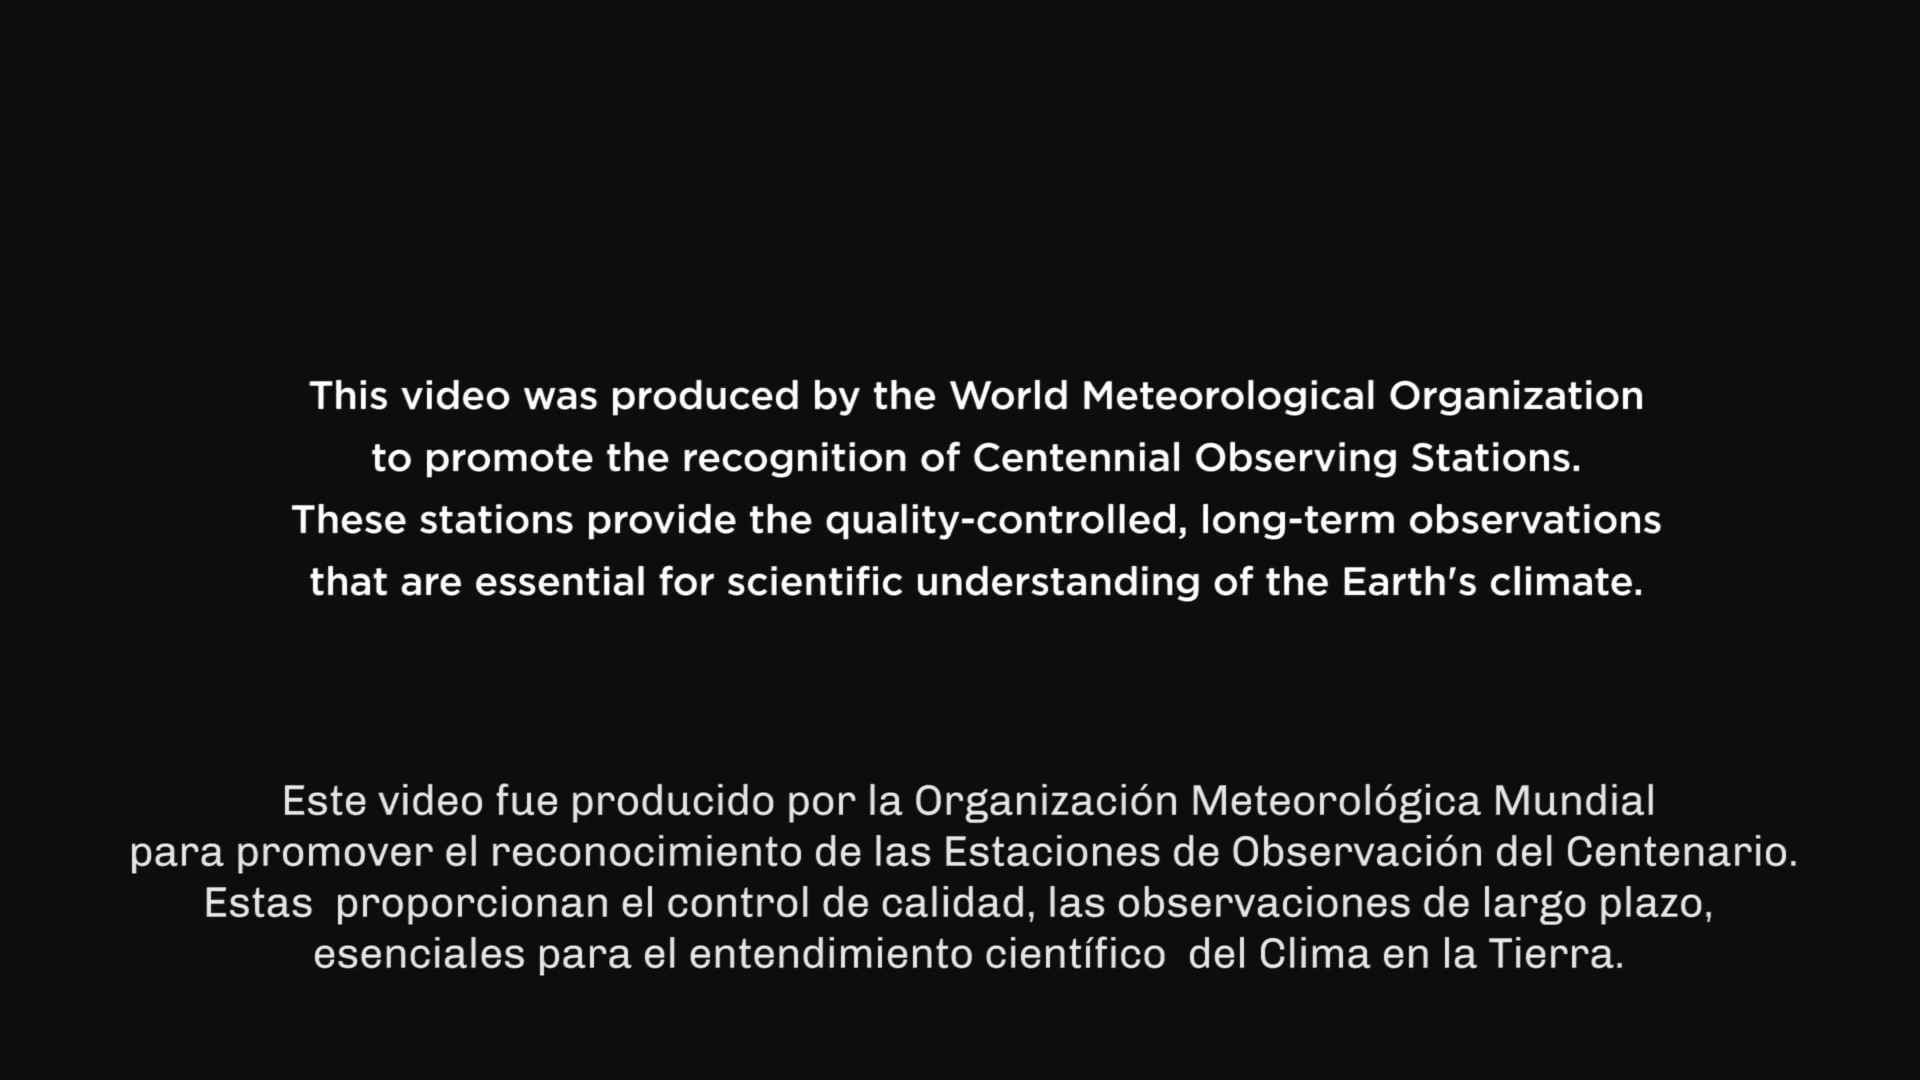 This video was produced by the World Meteorological Organization
to promote the recognition of Centennial Observing Stations.
These stations provide the quality-controlled, long-term observations
that are essential for scientific understanding of the Earth's climate.
Este video fue producido por la Organización Meteorológica Mundial
para promover el reconocimiento de las Estaciones de Observación del Centenario.
Estas  proporcionan el control de calidad, las observaciones de largo plazo,
esenciales para el entendimiento científico  del Clima en la Tierra.